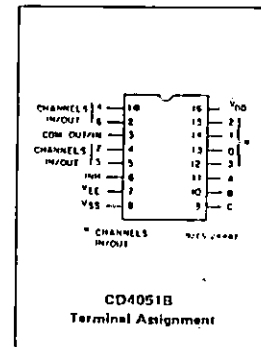 CHANNELS 4 1 16 VDD
IN/OUT 6 2 15 2
COM OUT/IN 3 14 1
CHANNELS 7 4 13 0 *
IN/OUT 5 5 12 3
INH 6 11 A
VEE 7 10 B
VSS 8 9 C
* CHANNELS
IN/OUT
CD4051B
Terminal Assignment